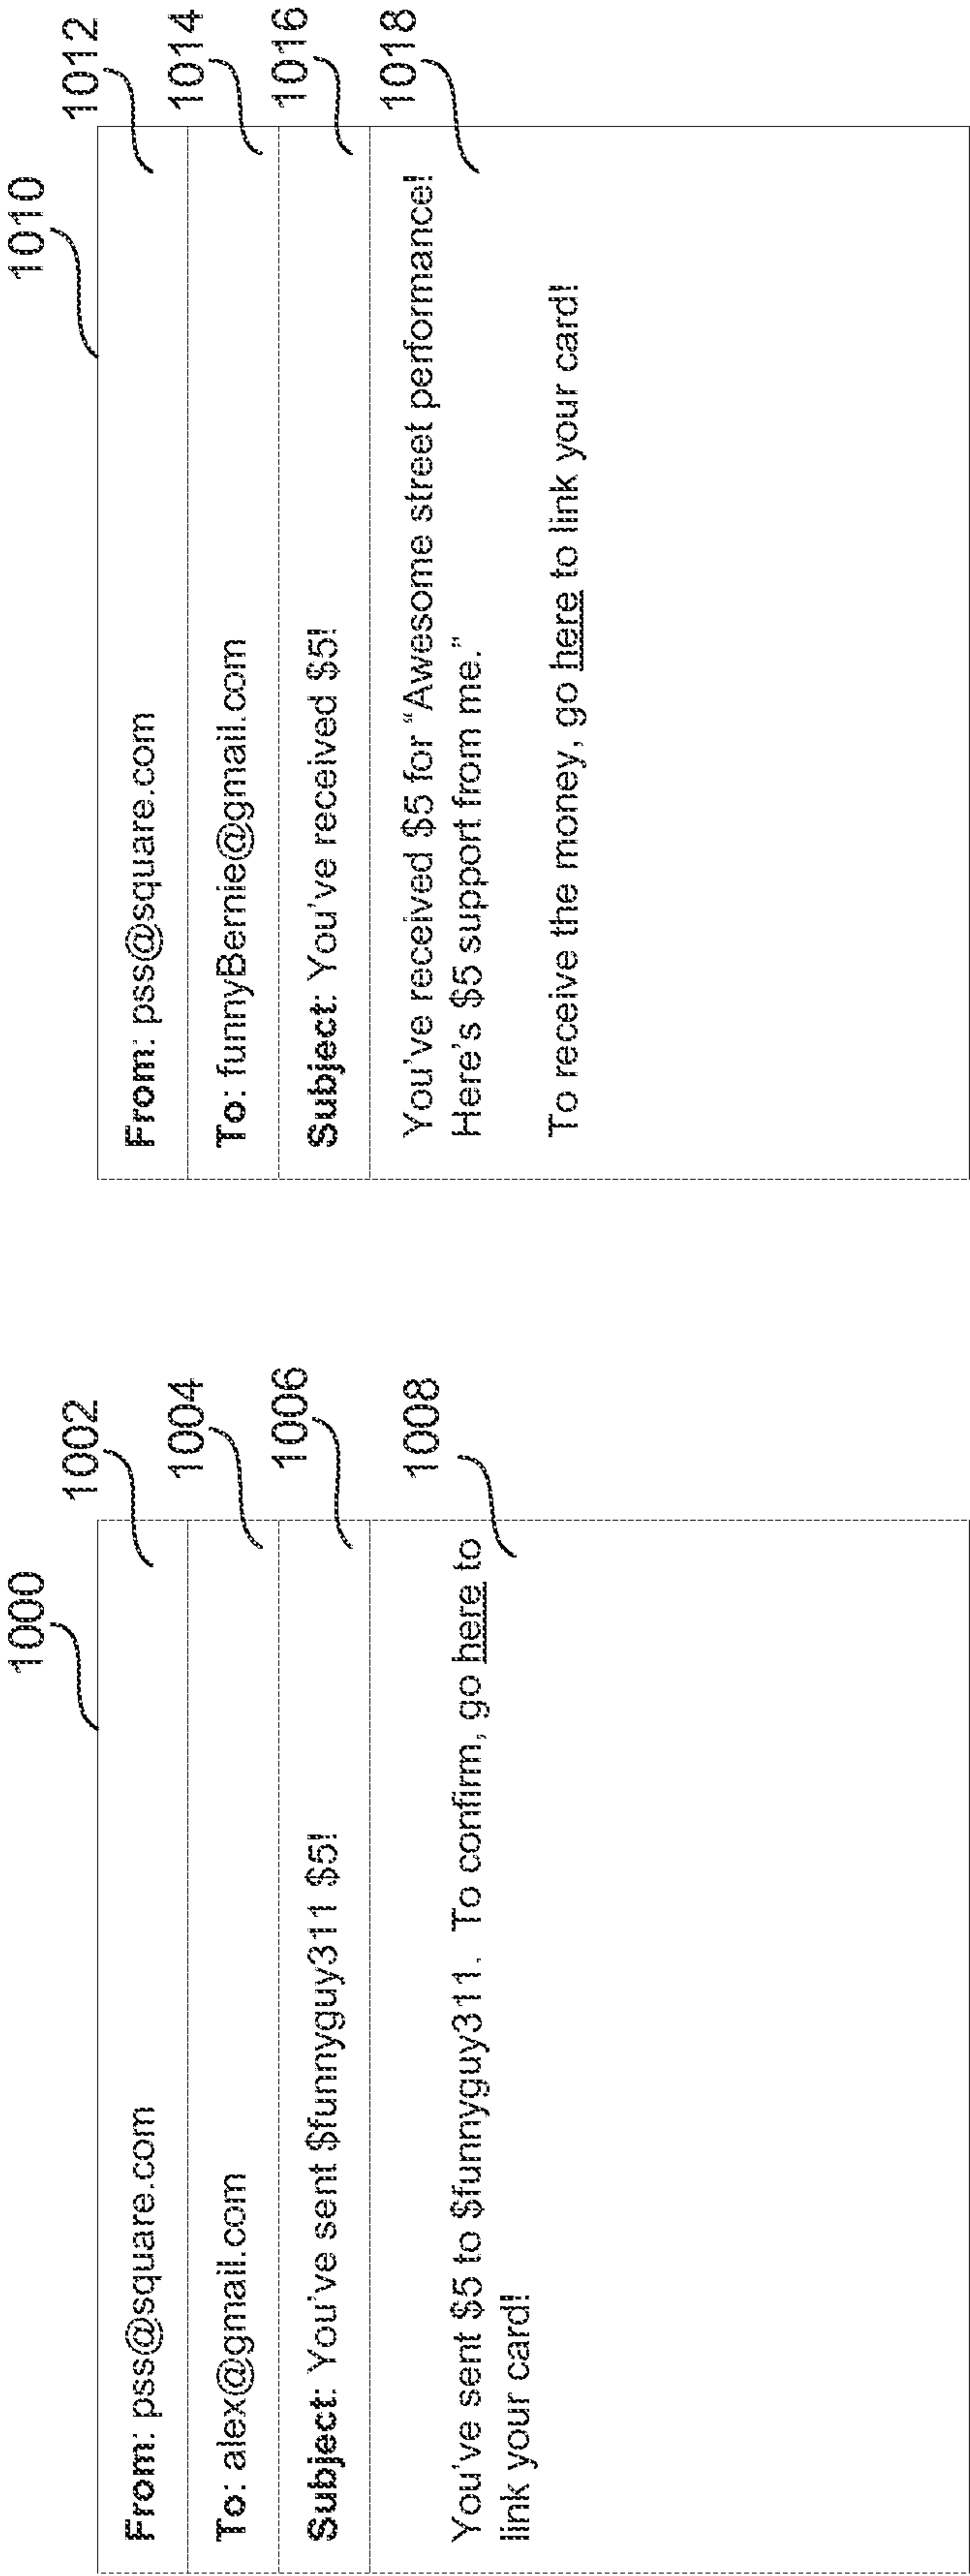 1000
1002
From: pss@square.com
1004
To: alex@gmail.com
1006
Subject: You've sent $funnyguy311 $5!
1008
You've sent $5 to $funnyguy311.  To confirm, go here to
link your card!
1010
1012
From: pss@square.com
1014
To: funnyBernie@gmail.com
1016
Subject: You've received $5!
1018
You've received $5 for “Awesome street performance!
Here's $5 support from me.”
To receive the money, go here to link your card!